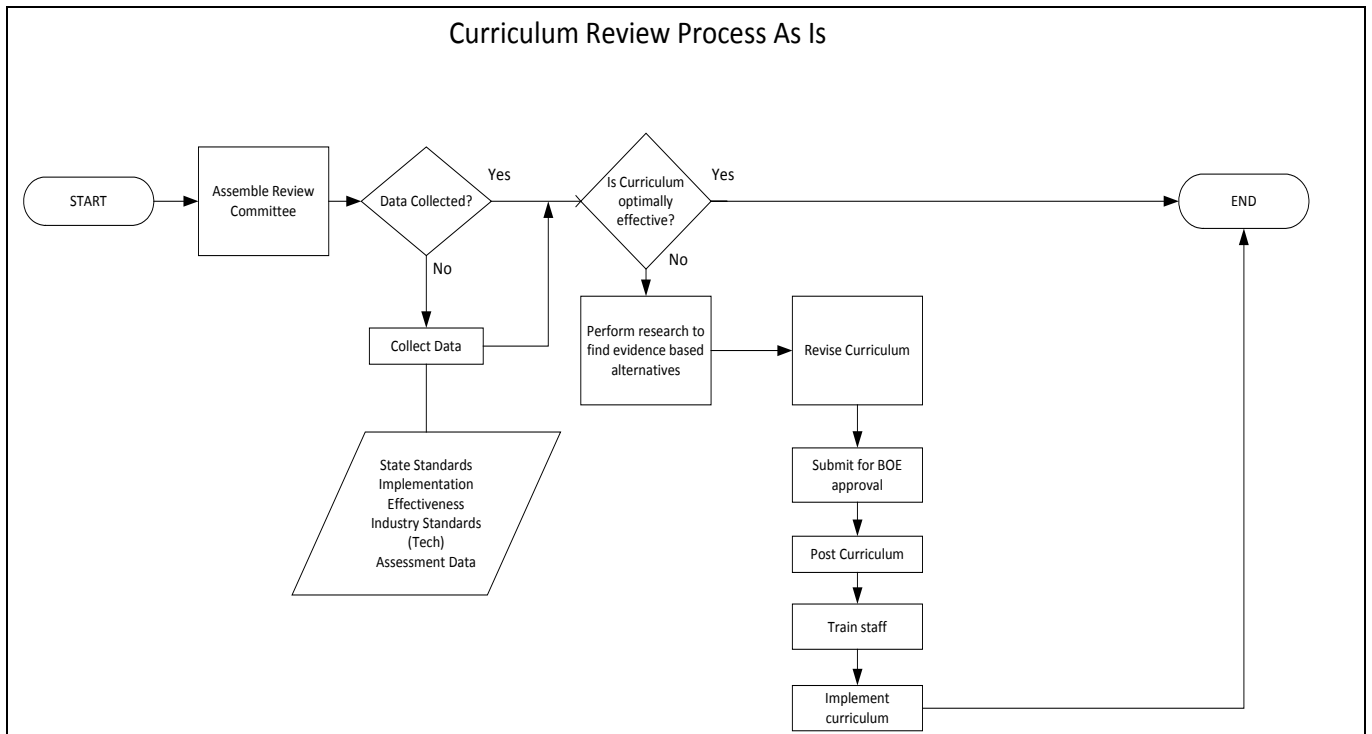 Curriculum Review Process As Is
START
Assemble Review
Committee
Data Collected?
Yes
No
Collect Data
State Standards
Implementation
Effectiveness
Industry Standards
(Tech)
Assessment Data
Is Curriculum
optimally
effective?
Yes
No
END
Perform research to
find evidence based
alternatives
Revise Curriculum
Submit for BOE
approval
Post Curriculum
Train staff
Implement
curriculum